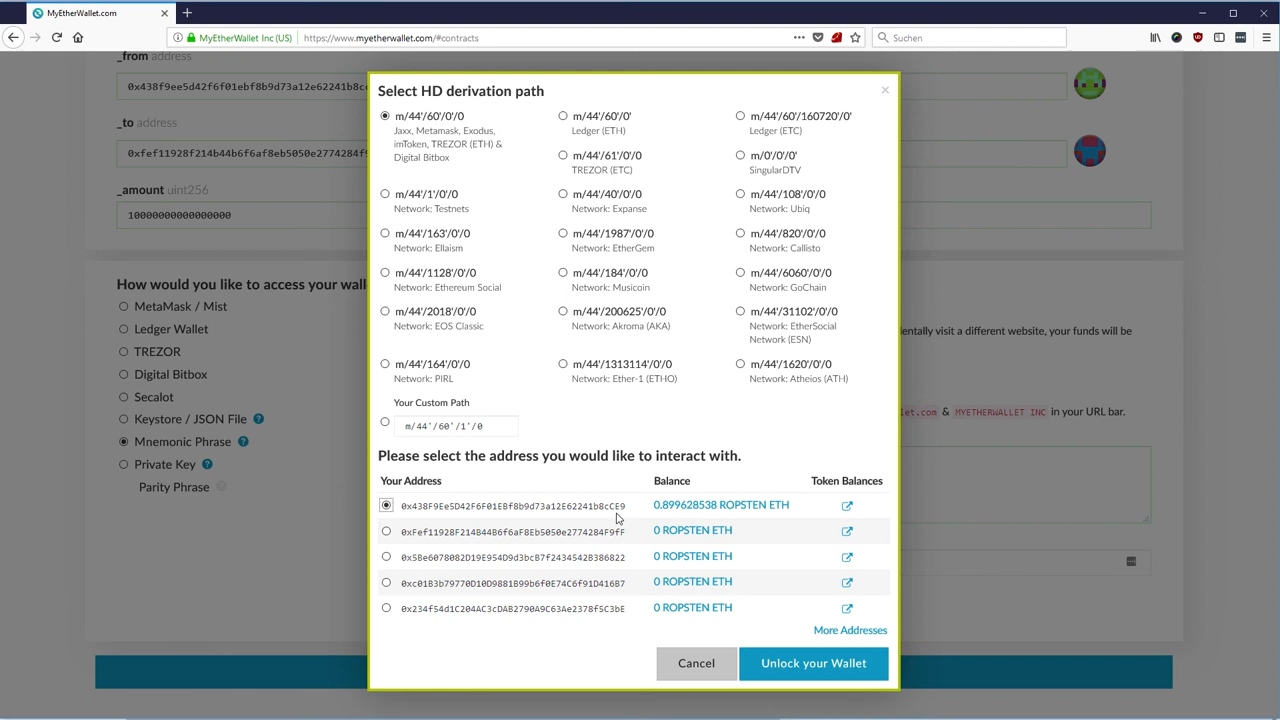 MyEtherWallet.com
MyEtherWallet Inc (US)
https://www.myetherwallet.com/#contracts
Suchen
_from address
0x438f9ee5d42f6f01ebf8b9d73a12e62241b8c
_to address
0xfef11928f214b44b6f6af8eb5050e2774284f9
_amount uint256
10000000000000000
How would you like to access your wal
MetaMask / Mist
Ledger Wallet
TREZOR
Digital Bitbox
Secalot
Keystore / JSON File
Mnemonic Phrase
Private Key
Parity Phrase
dentally visit a different website, your funds will be
let.com & MYETHERWALLET INC in your URL bar.
Select HD derivation path
m/44'/60'/0'/0
Jaxx, Metamask, Exodus,
imToken, TREZOR (ETH) &
Digital Bitbox
m/44'/60'/0'
Ledger (ETH)
m/44'/60'/160720'/0'
Ledger (ETC)
m/44'/61'/0'/0
TREZOR (ETC)
m/0'/0'/0'
SingularDTV
m/44'/1'/0'/0
Network: Testnets
m/44'/40'/0'/0
Network: Expanse
m/44'/108'/0'/0
Network: Ubiq
m/44'/163'/0'/0
Network: Ellaism
m/44'/1987'/0'/0
Network: EtherGem
m/44'/820'/0'/0
Network: Callisto
m/44'/1128'/0'/0
Network: Ethereum Social
m/44'/184'/0'/0
Network: Musicoin
m/44'/6060'/0'/0
Network: GoChain
m/44'/2018'/0'/0
Network: EOS Classic
m/44'/200625'/0'/0
Network: Akroma (AKA)
m/44'/31102'/0'/0
Network: EtherSocial
Network (ESN)
m/44'/164'/0'/0
Network: PIRL
m/44'/1313114'/0'/0
Network: Ether-1 (ETHO)
m/44'/1620'/0'/0
Network: Atheios (ATH)
Your Custom Path
m/44'/60'/1'/0
Please select the address you would like to interact with.
Your Address Balance Token Balances
0x438F9Ee5D42F6F01EBf8b9d73a12E62241b8cCE9 0.899628538 ROPSTEN ETH
0xFef11928F214B44B6f6aF8Eb5050e2774284F9fF 0 ROPSTEN ETH
0x5Be6078082D19E954D9d3bcB7f2434542B386822 0 ROPSTEN ETH
0xc01B3b79770D10D9881B99b6f0E74C6f91D416B7 0 ROPSTEN ETH
0x234f54d1C204AC3cDAB2790A9C63Ae2378f5C3bE 0 ROPSTEN ETH
More Addresses
Cancel
Unlock your Wallet